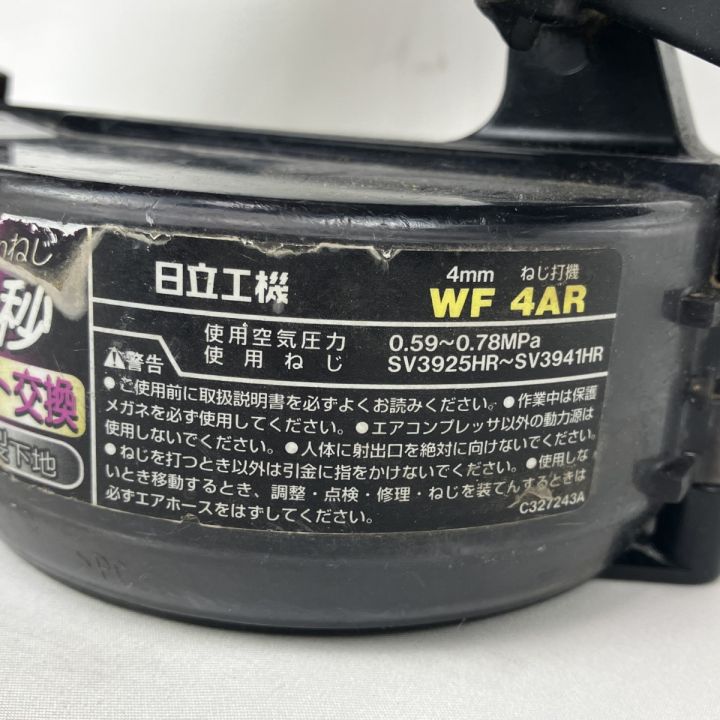 ねじ
秒
ト交換
製下地
日立工機
4mm ねじ打機
WF 4AR
使用空気圧力 0.59～0.78MPa
使用ねじ SV3925HR～SV3941HR
警告
●ご使用前に取扱説明書を必ずよくお読みください。●作業中は保護
メガネを必ず使用してください。●エアコンプレッサ以外の動力源は
使用しないでください。●人体に射出口を絶対に向けないでください。
●ねじを打つとき以外は引金に指をかけないでください。●使用しな
いとき移動するとき、調整・点検・修理・ねじを装てんするときは
必ずエアホースをはずしてください。
C327243A